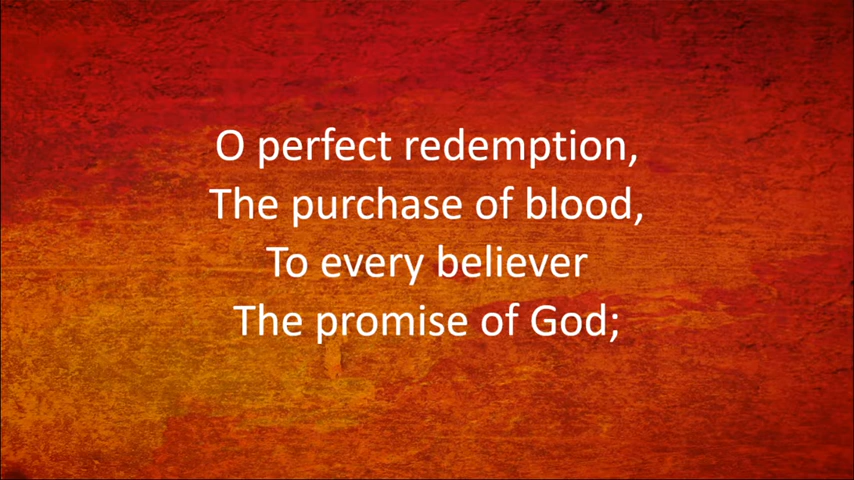 O perfect redemption,
The purchase of blood,
To every believer
The promise of God;